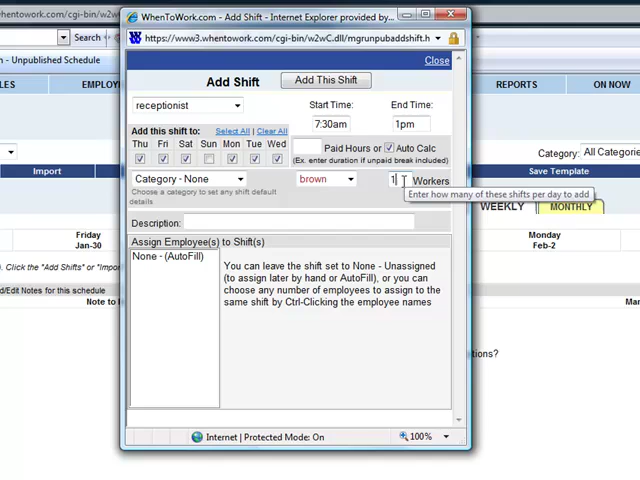 WhenToWork.com - Add Shift - Internet Explorer provided by...
https://www3.whentowork.com/cgi-bin/w2wC.dll/mgrunpubaddshift.h
.com/cgi-bin/w2w
Search
n - Unpublished Schedule
Close
Add Shift
Add This Shift
LES
EMPLOY
REPORTS
ON NOW
receptionist
Start Time:
End Time:
7:30am
1pm
Add this shift to:
Select All | Clear All
Thu Fri Sat Sun Mon Tue Wed
Paid Hours or Auto Calc
(Ex. enter duration if unpaid break included)
Category:
All Categories
Import
Save Template
Category - None
brown
1
Workers
Choose a category to set any shift default
details
Enter how many of these shifts per day to add
WEEKLY
MONTHLY
Description:
Friday
Jan-30
Monday
Feb-2
Assign Employee(s) to Shift(s)
None - (AutoFill)
You can leave the shift set to None - Unassigned
(to assign later by hand or AutoFill), or you can
choose any number of employees to assign to the
same shift by Ctrl-Clicking the employee names
y. Click the "Add Shifts" or "Impor
d/Edit Notes for this schedule
Note to
Mar
ions?
Internet | Protected Mode: On
100%